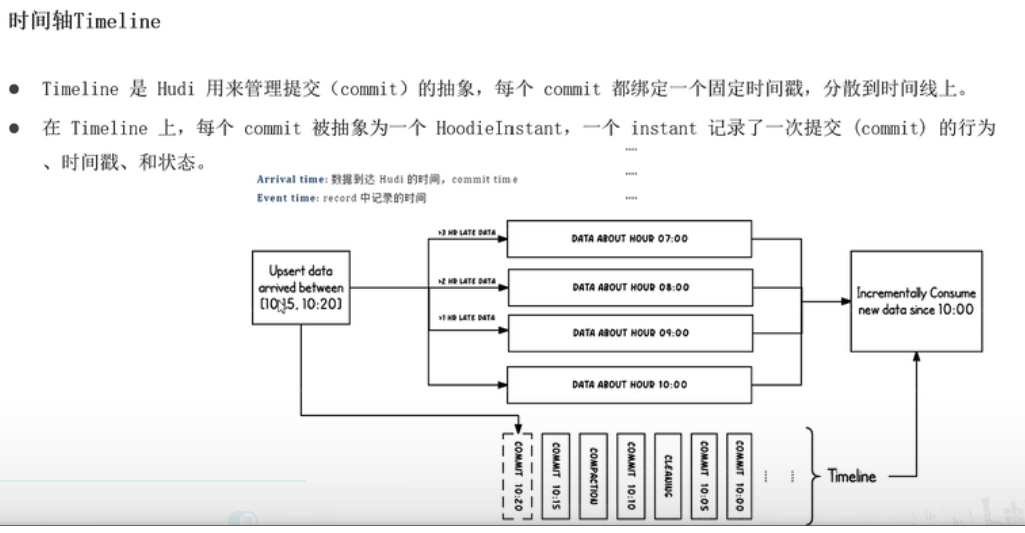 时间轴Timeline
● Timeline 是 Hudi 用来管理提交（commit）的抽象，每个 commit 都绑定一个固定时间戳，分散到时间线上。
● 在 Timeline 上，每个 commit 被抽象为一个 HoodieInstant，一个 instant 记录了一次提交 (commit) 的行为
、时间戳、和状态。
Arrival time: 数据到达 Hudi 的时间，commit time
Event time: record 中记录的时间
>3 HR LATE DATA
DATA ABOUT HOUR 07:00
Upsert data
arrived between
[10:15, 10:20]
>2 HR LATE DATA
DATA ABOUT HOUR 08:00
Incrementally Consume
new data since 10:00
>1 HR LATE DATA
DATA ABOUT HOUR 09:00
DATA ABOUT HOUR 10:00
COMMIT 10:20
COMMIT 10:15
COMPACTION
COMMIT 10:10
CLEANING
COMMIT 10:05
COMMIT 10:00
Timeline